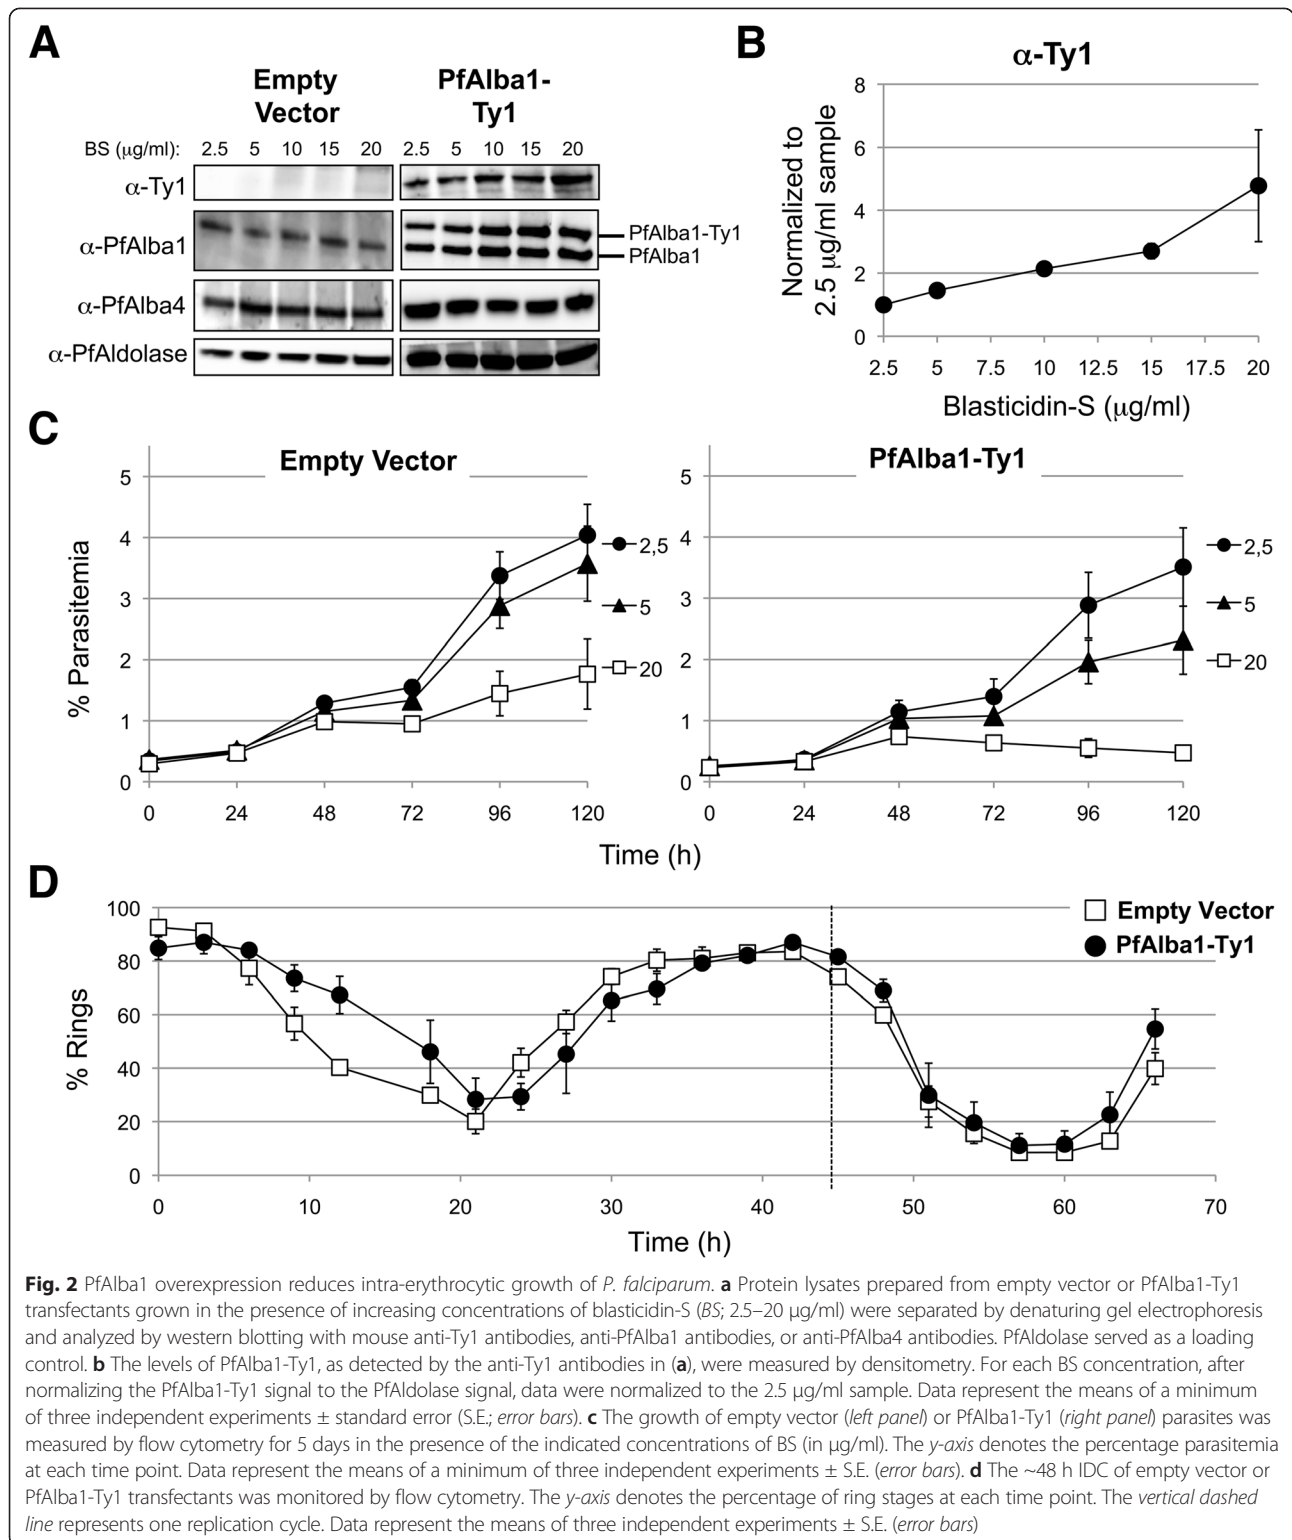 A
Empty
Vector
PfAlba1-
Ty1
BS (μg/ml): 2.5 5 10 15 20 2.5 5 10 15 20
α-Ty1
α-PfAlba1
PfAlba1-Ty1
PfAlba1
α-PfAlba4
α-PfAldolase
B
α-Ty1
Normalized to
2.5 μg/ml sample
8
6
4
2
0
2.5 5 7.5 10 12.5 15 17.5 20
Blasticidin-S (μg/ml)
C
Empty Vector
% Parasitemia
5
4
3
2
1
0
2,5
5
20
0 24 48 72 96 120
PfAlba1-Ty1
5
4
3
2
1
0
2,5
5
20
0 24 48 72 96 120
Time (h)
D
% Rings
100
80
60
40
20
0
Empty Vector
PfAlba1-Ty1
0 10 20 30 40 50 60 70
Time (h)
Fig. 2 PfAlba1 overexpression reduces intra-erythrocytic growth of P. falciparum. a Protein lysates prepared from empty vector or PfAlba1-Ty1
transfectants grown in the presence of increasing concentrations of blasticidin-S (BS; 2.5–20 μg/ml) were separated by denaturing gel electrophoresis
and analyzed by western blotting with mouse anti-Ty1 antibodies, anti-PfAlba1 antibodies, or anti-PfAlba4 antibodies. PfAldolase served as a loading
control. b The levels of PfAlba1-Ty1, as detected by the anti-Ty1 antibodies in (a), were measured by densitometry. For each BS concentration, after
normalizing the PfAlba1-Ty1 signal to the PfAldolase signal, data were normalized to the 2.5 μg/ml sample. Data represent the means of a minimum
of three independent experiments ± standard error (S.E.; error bars). c The growth of empty vector (left panel) or PfAlba1-Ty1 (right panel) parasites was
measured by flow cytometry for 5 days in the presence of the indicated concentrations of BS (in μg/ml). The y-axis denotes the percentage parasitemia
at each time point. Data represent the means of a minimum of three independent experiments ± S.E. (error bars). d The ~48 h IDC of empty vector or
PfAlba1-Ty1 transfectants was monitored by flow cytometry. The y-axis denotes the percentage of ring stages at each time point. The vertical dashed
line represents one replication cycle. Data represent the means of three independent experiments ± S.E. (error bars)